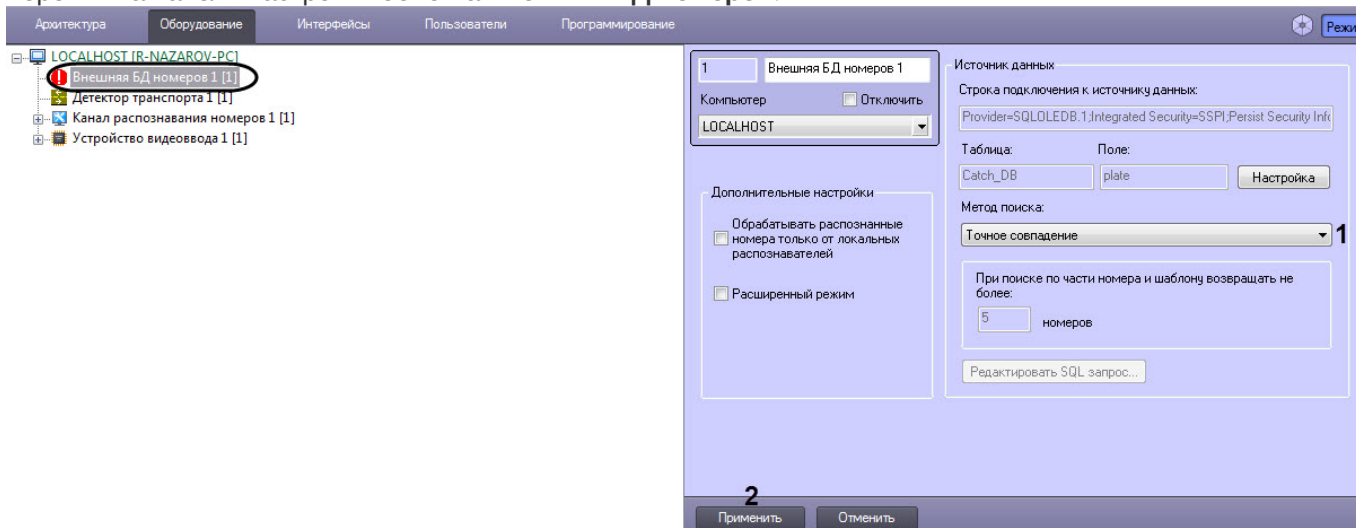 Архитектура Оборудование Интерфейсы Пользователи Программирование Режи
LOCALHOST [R-NAZAROV-PC]
Внешняя БД номеров 1 [1]
Детектор транспорта 1 [1]
Канал распознавания номеров 1 [1]
Устройство видеоввода 1 [1]
1 Внешняя БД номеров 1
Компьютер Отключить
LOCALHOST
Дополнительные настройки
Обрабатывать распознанные
номера только от локальных
распознавателей
Расширенный режим
Источник данных
Строка подключения к источнику данных:
Provider=SQLOLEDB.1;Integrated Security=SSPI;Persist Security Info
Таблица: Поле:
Catch_DB plate Настройка
Метод поиска:
Точное совпадение 1
При поиске по части номера и шаблону возвращать не
более:
5 номеров
Редактировать SQL запрос...
2
Применить Отменить